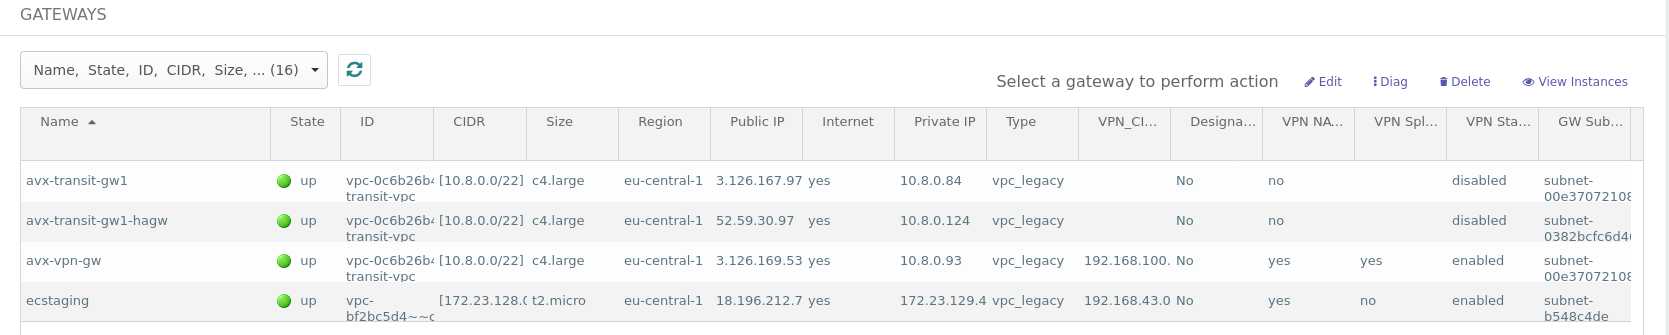 GATEWAYS
Name, State, ID, CIDR, Size, ... (16)
Select a gateway to perform action Edit Diag Delete View Instances
Name State ID CIDR Size Region Public IP Internet Private IP Type VPN_CI... Designa... VPN NA... VPN Spl... VPN Sta... GW Sub...
avx-transit-gw1 up vpc-0c6b26b4 [10.8.0.0/22] c4.large eu-central-1 3.126.167.97 yes 10.8.0.84 vpc_legacy No no disabled subnet-
transit-vpc 00e37072108
avx-transit-gw1-hagw up vpc-0c6b26b4 [10.8.0.0/22] c4.large eu-central-1 52.59.30.97 yes 10.8.0.124 vpc_legacy No no disabled subnet-
transit-vpc 0382bcfc6d4
avx-vpn-gw up vpc-0c6b26b4 [10.8.0.0/22] c4.large eu-central-1 3.126.169.53 yes 10.8.0.93 vpc_legacy 192.168.100. No yes yes enabled subnet-
transit-vpc 00e37072108
ecstaging up vpc- [172.23.128.0 t2.micro eu-central-1 18.196.212.7 yes 172.23.129.4 vpc_legacy 192.168.43.0 No yes no enabled subnet-
bf2bc5d4~~c b548c4de